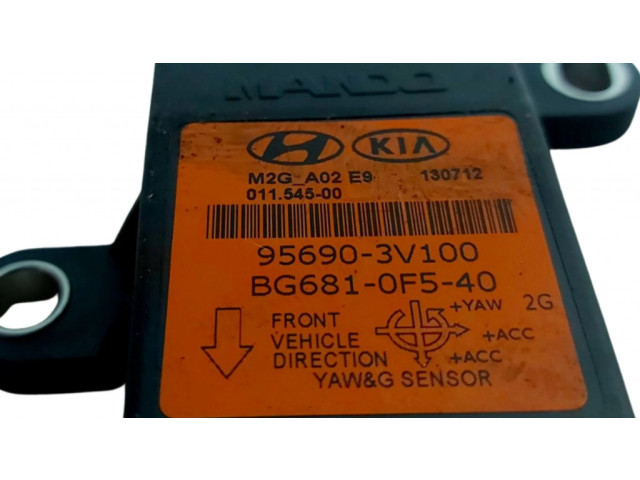 MANDO
KIA
M2G_A02 E9 130712
011.545-00
95690-3V100
BG681-0F5-40
FRONT +YAW 2G
VEHICLE +ACC
DIRECTION +ACC
YAW&G SENSOR